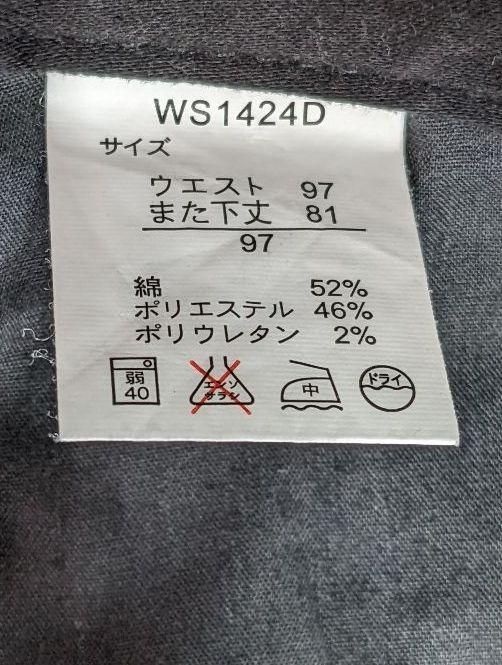 WS1424D
サイズ
ウエスト 97
また下丈 81
97
綿 52%
ポリエステル 46%
ポリウレタン 2%
弱
40
エンソ
サラシ
中
ドライ